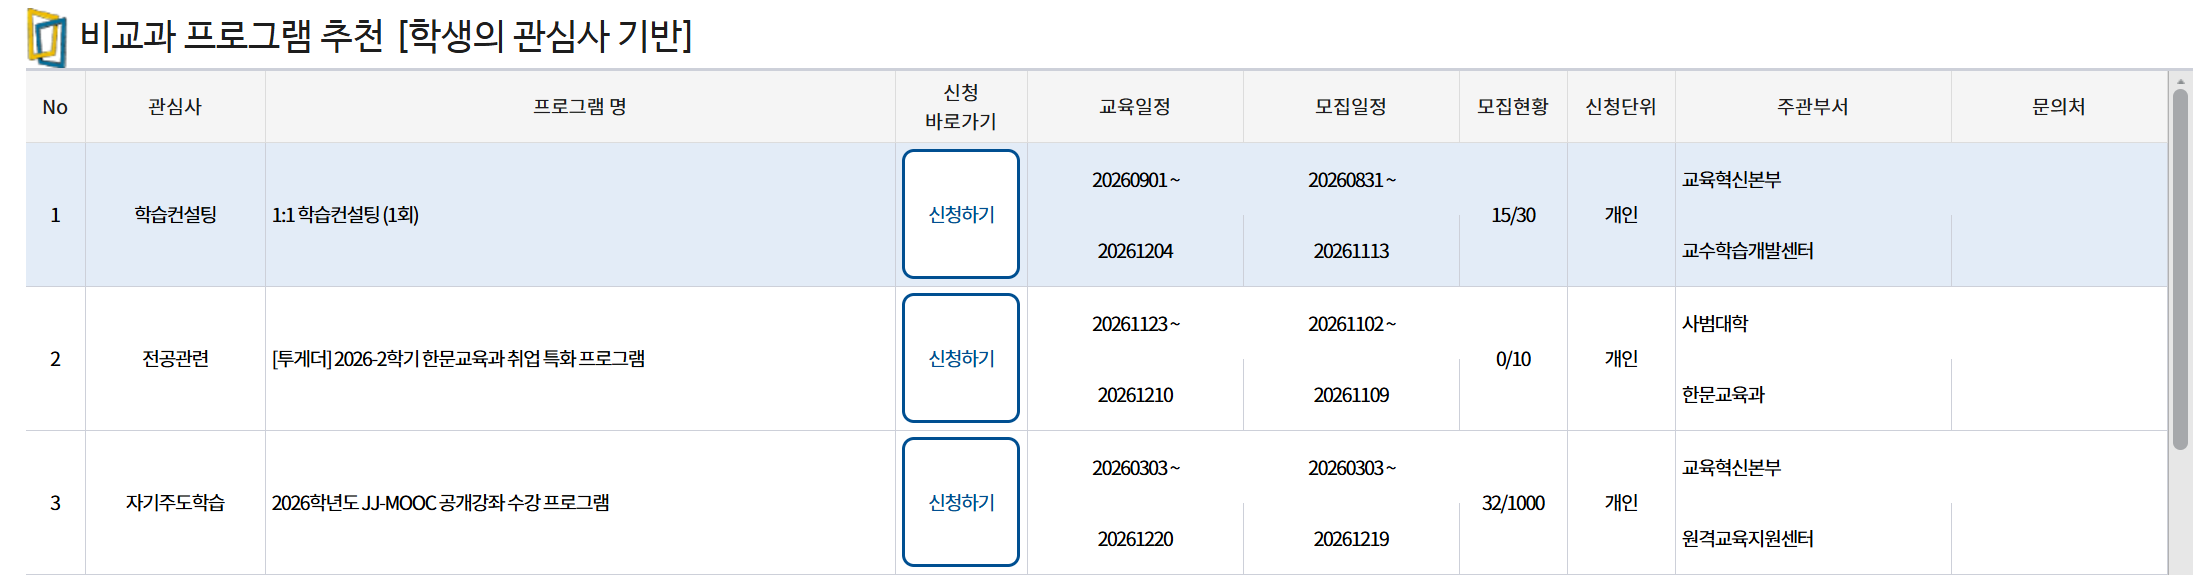 비교과 프로그램 추천 [학생의 관심사 기반]
No 관심사 프로그램 명 신청 바로가기 교육일정 모집일정 모집현황 신청단위 주관부서 문의처
1 학습컨설팅 1:1 학습컨설팅 (1회) 신청하기 20260901 ~ 20261204 20260831 ~ 20261113 15/30 개인 교육혁신본부 교수학습개발센터
2 전공관련 [투게더] 2026-2학기 한문교육과 취업 특화 프로그램 신청하기 20261123 ~ 20261210 20261102 ~ 20261109 0/10 개인 사범대학 한문교육과
3 자기주도학습 2026학년도 JJ-MOOC 공개강좌 수강 프로그램 신청하기 20260303 ~ 20261220 20260303 ~ 20261219 32/1000 개인 교육혁신본부 원격교육지원센터